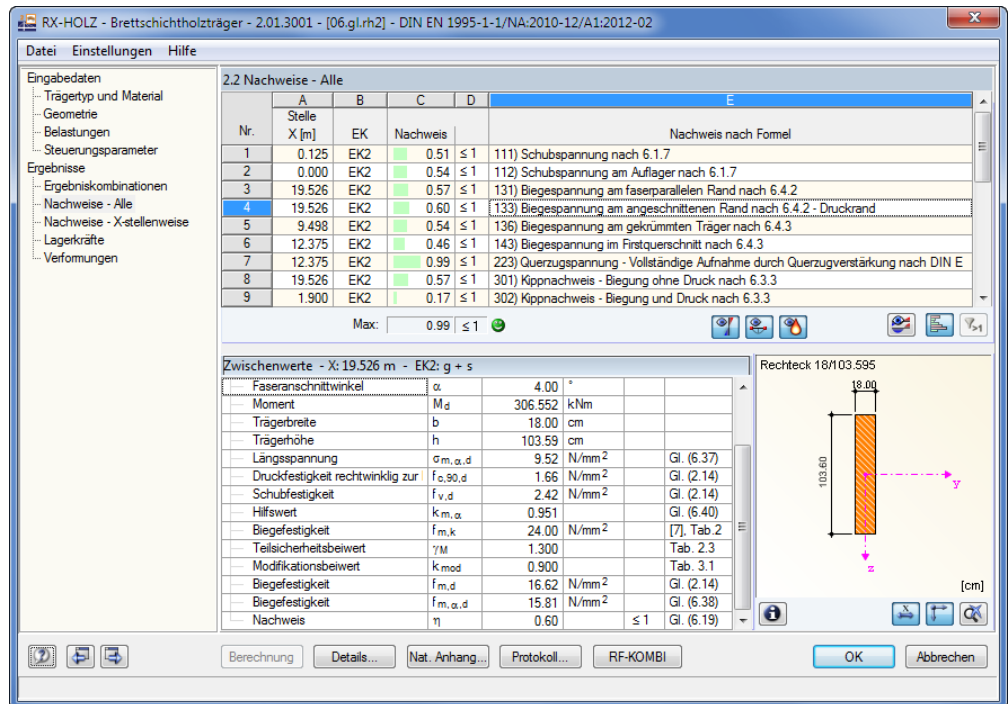 RX-HOLZ - Brettschichtholzträger - 2.01.3001 - [06.gl.rh2] - DIN EN 1995-1-1/NA:2010-12/A1:2012-02
Datei Einstellungen Hilfe
Eingabedaten
Trägertyp und Material
Geometrie
Belastungen
Steuerungsparameter
Ergebnisse
Ergebniskombinationen
Nachweise - Alle
Nachweise - X-stellenweise
Lagerkräfte
Verformungen
2.2 Nachweise - Alle
A B C D E
Nr. Stelle X [m] EK Nachweis Nachweis nach Formel
1 0.125 EK2 0.51 ≤ 1 111) Schubspannung nach 6.1.7
2 0.000 EK2 0.54 ≤ 1 112) Schubspannung am Auflager nach 6.1.7
3 19.526 EK2 0.57 ≤ 1 131) Biegespannung am faserparallelen Rand nach 6.4.2
4 19.526 EK2 0.60 ≤ 1 133) Biegespannung am angeschnittenen Rand nach 6.4.2 - Druckrand
5 9.498 EK2 0.54 ≤ 1 136) Biegespannung am gekrümmten Träger nach 6.4.3
6 12.375 EK2 0.46 ≤ 1 143) Biegespannung im Firstquerschnitt nach 6.4.3
7 12.375 EK2 0.99 ≤ 1 223) Querzugspannung - Vollständige Aufnahme durch Querzugverstärkung nach DIN E
8 19.526 EK2 0.57 ≤ 1 301) Kippnachweis - Biegung ohne Druck nach 6.3.3
9 1.900 EK2 0.17 ≤ 1 302) Kippnachweis - Biegung und Druck nach 6.3.3
Max: 0.99 ≤ 1
>1
Zwischenwerte - X: 19.526 m - EK2: g + s
Faseranschnittwinkel α 4.00 °
Moment Md 306.552 kNm
Trägerbreite b 18.00 cm
Trägerhöhe h 103.59 cm
Längsspannung σm,α,d 9.52 N/mm² Gl. (6.37)
Druckfestigkeit rechtwinklig zur fc,90,d 1.66 N/mm² Gl. (2.14)
Schubfestigkeit fv,d 2.42 N/mm² Gl. (2.14)
Hilfswert km,α 0.951 Gl. (6.40)
Biegefestigkeit fm,k 24.00 N/mm² [7], Tab.2
Teilsicherheitsbeiwert γM 1.300 Tab. 2.3
Modifikationsbeiwert kmod 0.900 Tab. 3.1
Biegefestigkeit fm,d 16.62 N/mm² Gl. (2.14)
Biegefestigkeit fm,α,d 15.81 N/mm² Gl. (6.38)
Nachweis η 0.60 ≤ 1 Gl. (6.19)
Rechteck 18/103.595
18.00
103.60
y
z
[cm]
Berechnung Details... Nat. Anhang... Protokoll... RF-KOMBI OK Abbrechen